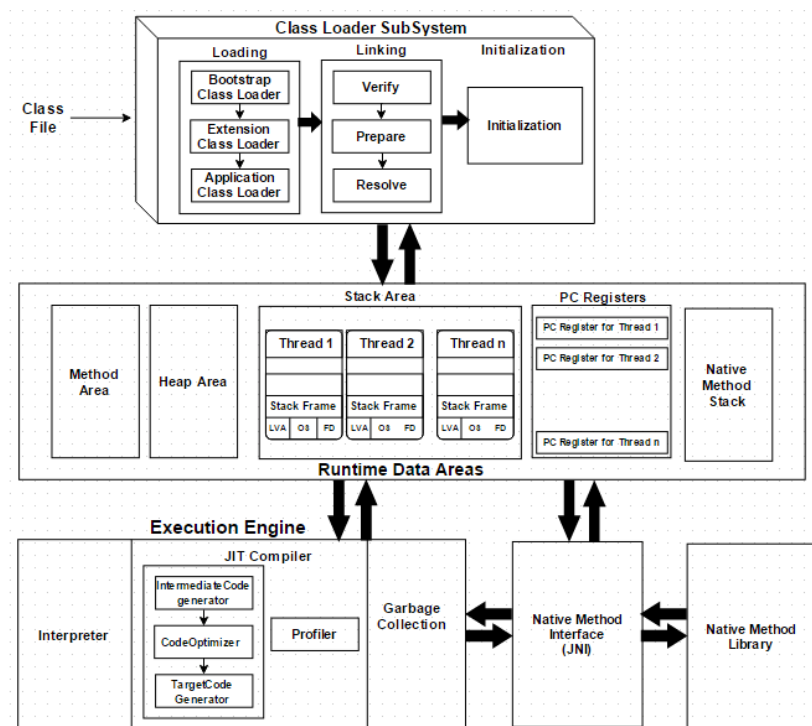 Class Loader SubSystem
Loading
Linking
Initialization
Class
File
Bootstrap
Class Loader
Extension
Class Loader
Application
Class Loader
Verify
Prepare
Resolve
Initialization
Method
Area
Heap Area
Stack Area
Thread 1
Stack Frame
LVA
OS
FD
Thread 2
Stack Frame
LVA
OS
FD
Thread n
Stack Frame
LVA
OS
FD
PC Registers
PC Register for Thread 1
PC Register for Thread 2
PC Register for Thread n
Native
Method
Stack
Runtime Data Areas
Execution Engine
Interpreter
JIT Compiler
IntermediateCode
generator
CodeOptimizer
TargetCode
Generator
Profiler
Garbage
Collection
Native Method
Interface
(JNI)
Native Method
Library